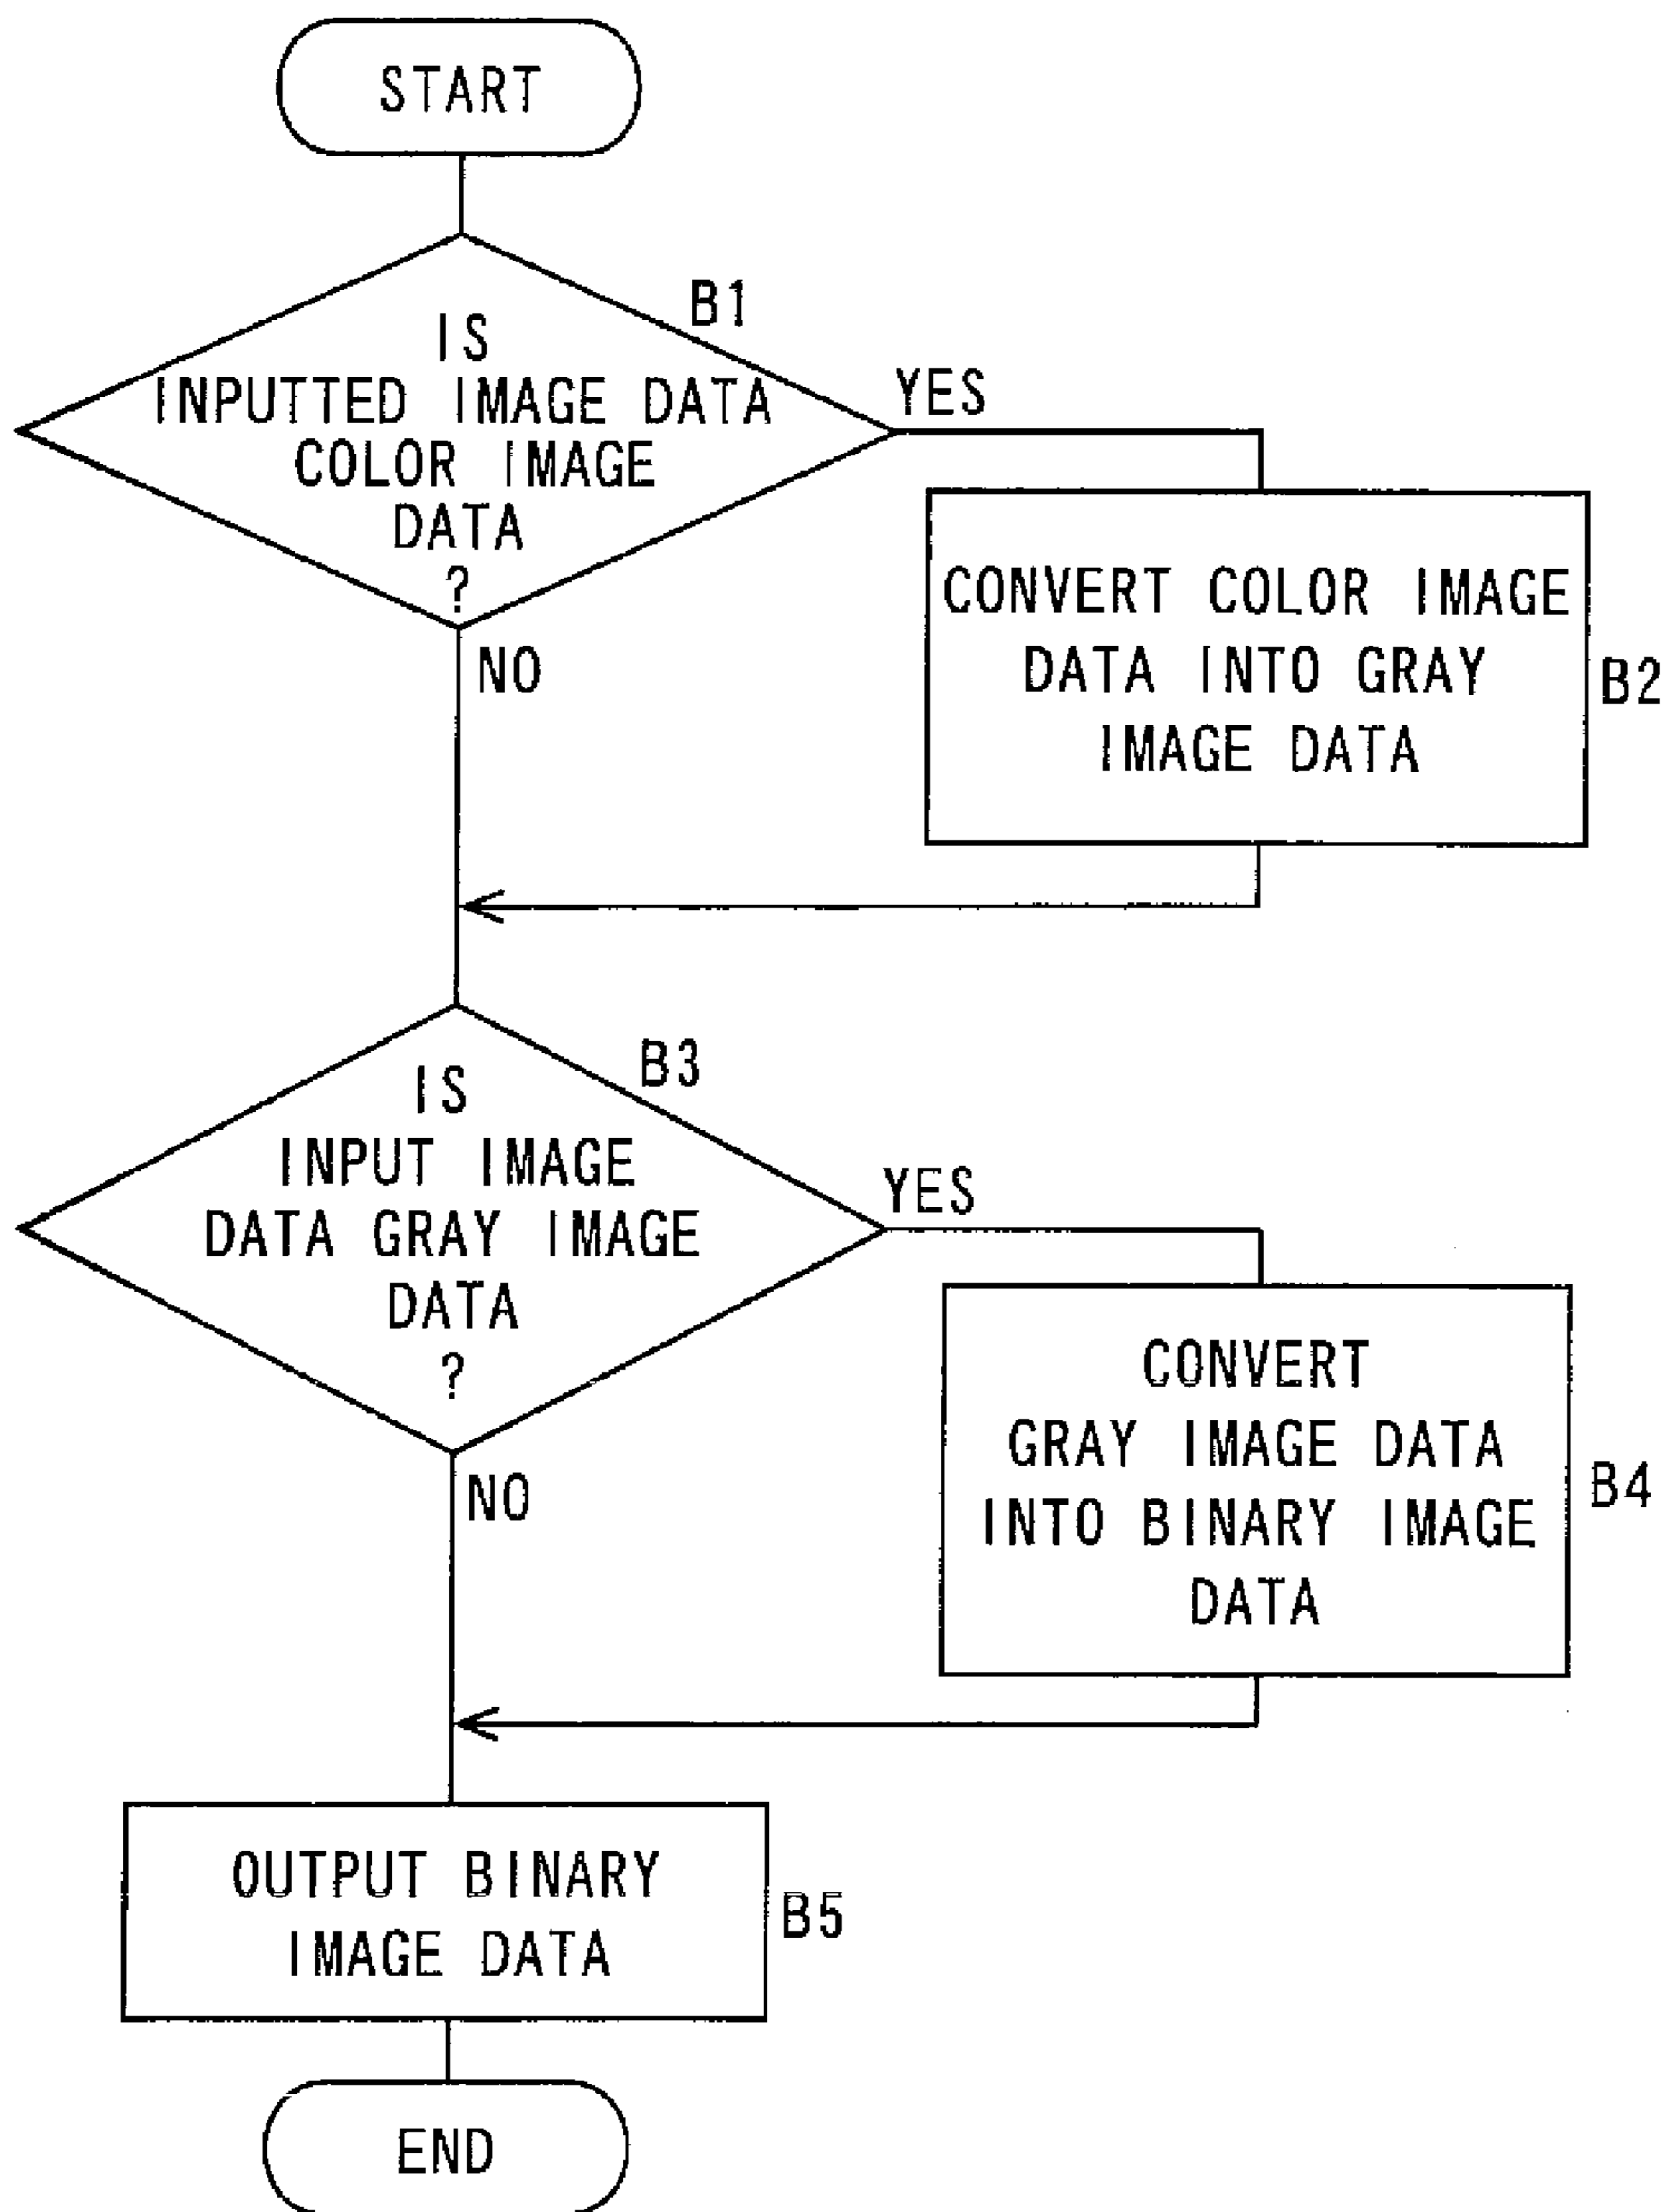 START
B1
IS
INPUTTED IMAGE DATA
COLOR IMAGE
DATA
?
YES
NO
CONVERT COLOR IMAGE
DATA INTO GRAY
IMAGE DATA
B2
B3
IS
INPUT IMAGE
DATA GRAY IMAGE
DATA
?
YES
NO
CONVERT
GRAY IMAGE DATA
INTO BINARY IMAGE
DATA
B4
OUTPUT BINARY
IMAGE DATA
B5
END